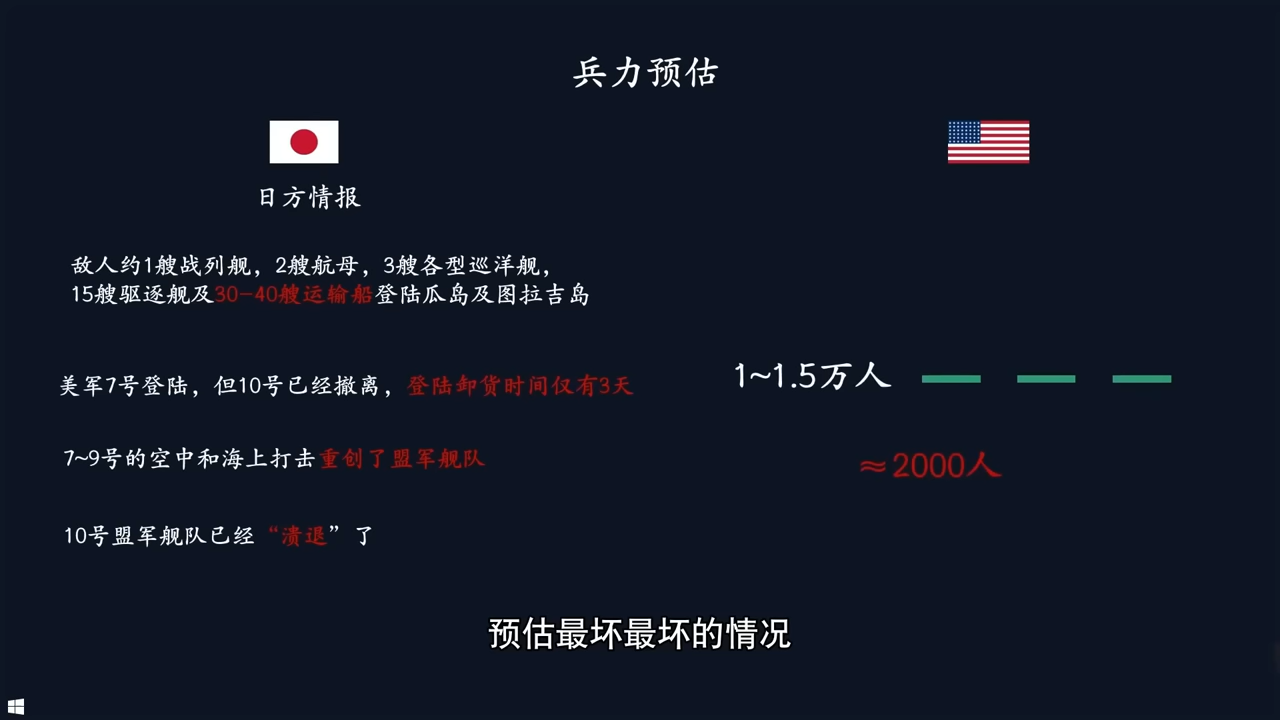 兵力预估
日方情报
敌人约1艘战列舰，2艘航母，3艘各型巡洋舰，
15艘驱逐舰及30-40艘运输船登陆瓜岛及图拉吉岛
美军7号登陆，但10号已经撤离，登陆卸货时间仅有3天
1~1.5万人
7~9号的空中和海上打击重创了盟军舰队
≈2000人
10号盟军舰队已经“溃退”了
预估最坏最坏的情况